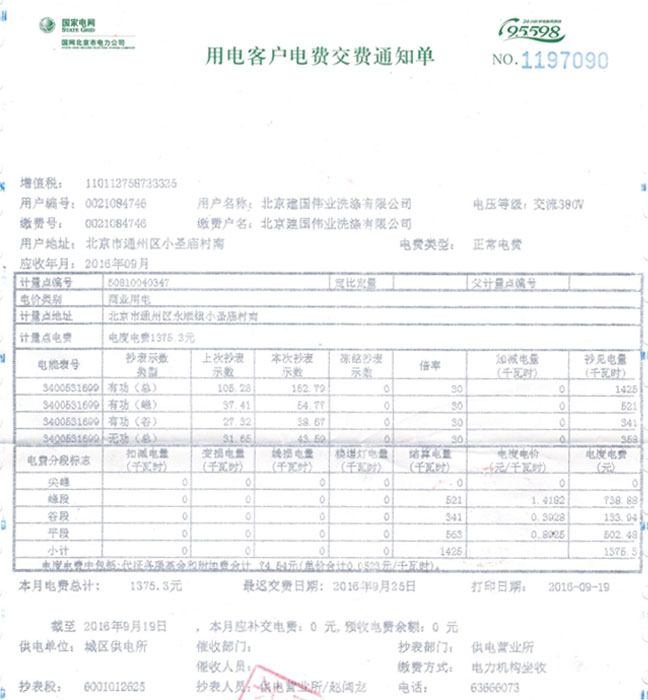 国家电网
STATE GRID
国网北京市电力公司
95598
用电客户电费交费通知单
NO.1197090
增值税: 110112758733335
用户编号: 0021084746 用户名称: 北京建国伟业洗涤有限公司 电压等级: 交流380V
缴费号: 0021084746 缴费户名: 北京建国伟业洗涤有限公司
用户地址: 北京市通州区小圣庙村南 电费类型: 正常电费
应收年月: 2016年09月
计量点编号 50810040347 定比定量 父计量点编号
电价类别 商业用电
计量点地址 北京市通州区永顺镇小圣庙村南
计量点电费 电度电费1375.3元
电能表号 抄表示数类型 上次抄表示数 本次抄表示数 冻结抄表示数 倍率 加减电量(千瓦时) 抄见电量(千瓦时)
3400531699 有功(总) 105.28 152.79 0 30 0 1425
3400531699 有功(峰) 37.41 54.77 0 30 0 521
3400531699 有功(谷) 27.32 38.67 0 30 0 341
3400531699 无功(总) 31.65 43.59 0 30 0 358
电费分段标志 扣减电量(千瓦时) 变损电量(千瓦时) 线损电量(千瓦时) 楼道灯电量(千瓦时) 结算电量(千瓦时) 电度电价(元/千瓦时) 电度电费(元)
尖峰 0 0 0 0 0 0 0
峰段 0 0 0 0 521 1.4182 738.88
谷段 0 0 0 0 341 0.3928 133.94
平段 0 0 0 0 563 0.8925 502.48
小计 0 0 0 0 1425 1375.3
电度电费中包括:代征各项基金和附加费合计 74.54元(单价合计0.0523元/千瓦时)。
本月电费总计: 1375.3元 最迟交费日期: 2016年9月25日 打印日期: 2016-09-19
截至 2016年9月19日 , 本月应补交电费: 0 元, 预收电费余额: 0 元
供电单位: 城区供电所 催收部门: 抄表部门: 供电营业所
催收人员: 缴费方式: 电力机构坐收
抄表段: 6001012625 抄表员: 供电营业所/赵 龙 电话: 63666073